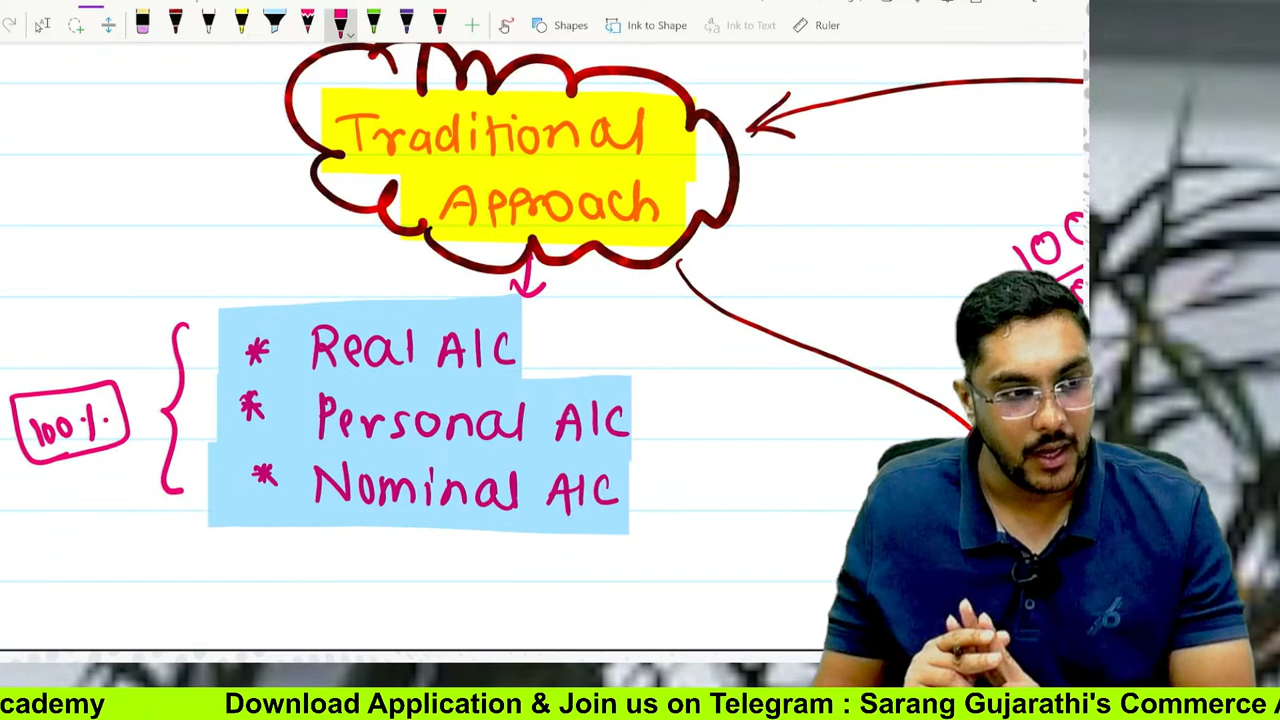 Shapes Ink to Shape Ink to Text Ruler
Traditional
Approach
* Real A/C
* Personal A/C
* Nominal A/C
100%
cademy Download Application & Join us on Telegram : Sarang Gujarathi's Commerce A